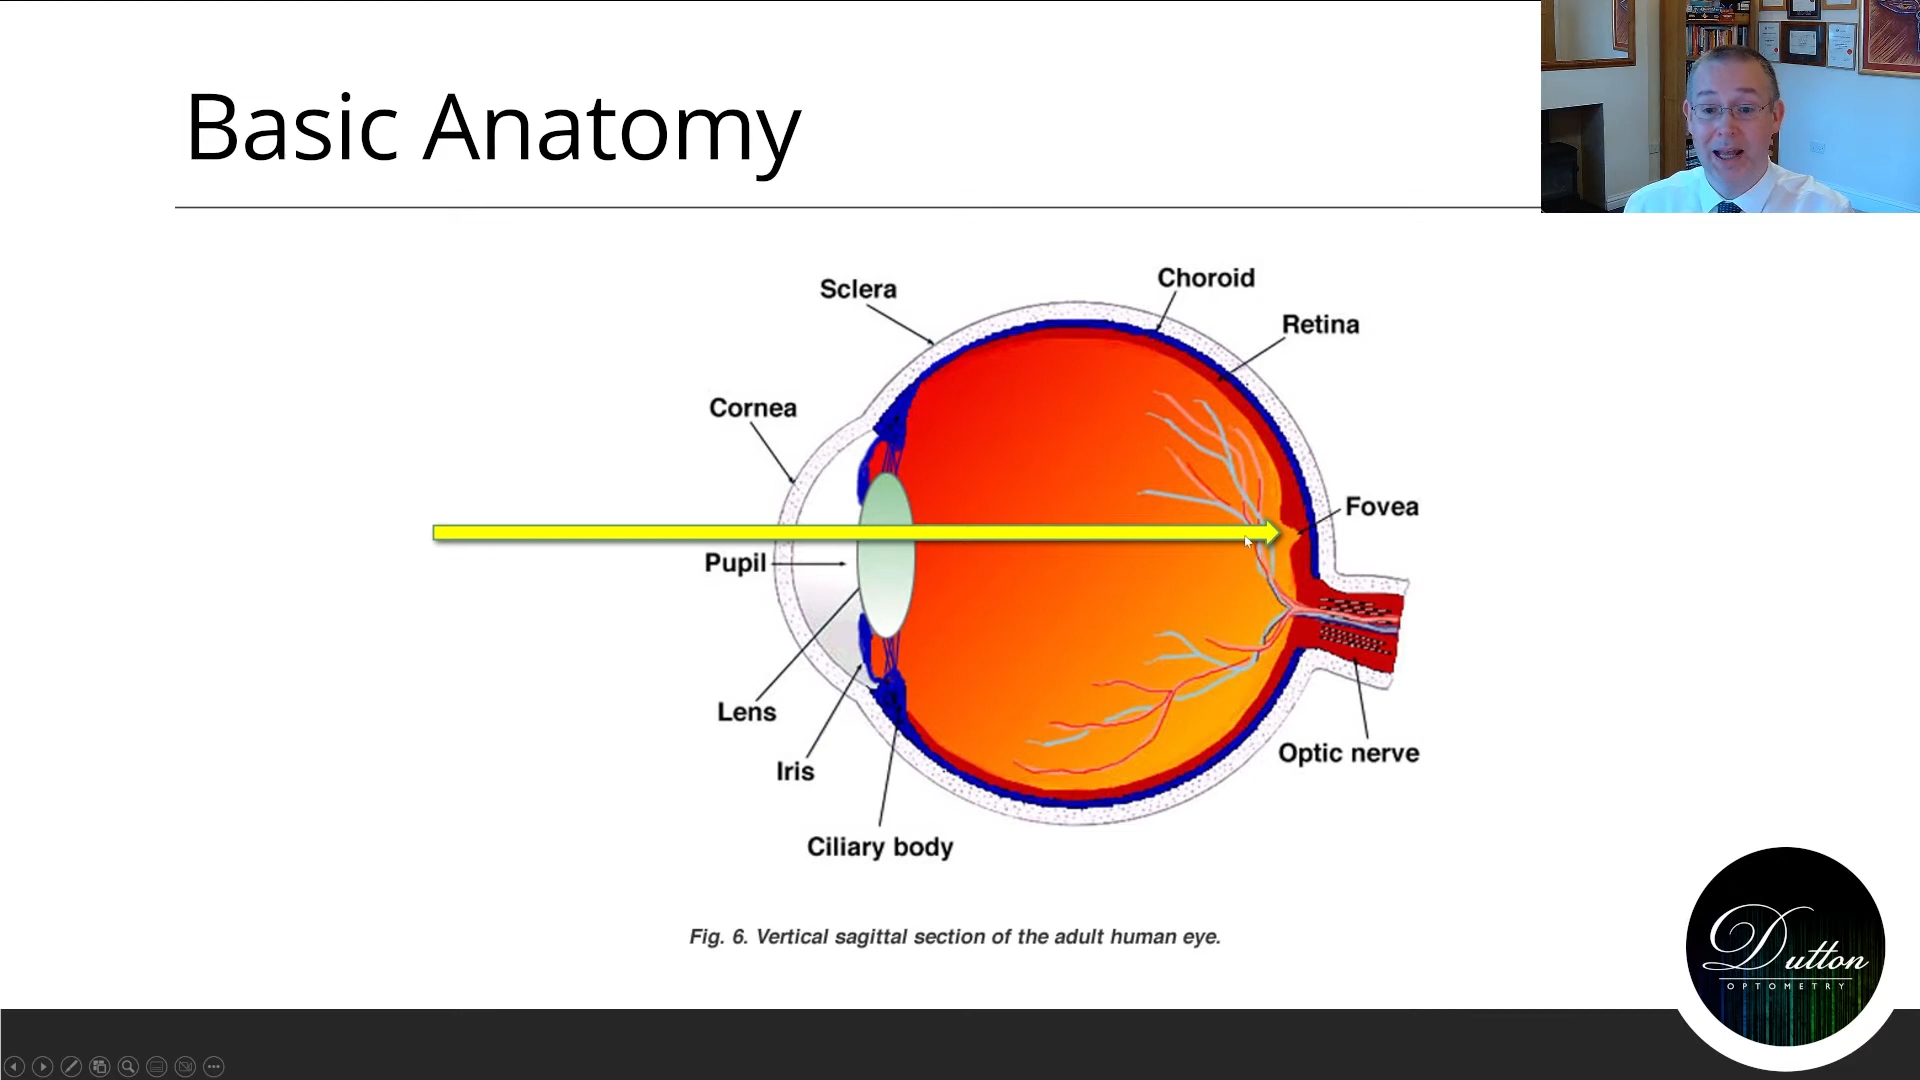 Basic Anatomy
Sclera
Choroid
Retina
Cornea
Fovea
Pupil
Lens
Iris
Optic nerve
Ciliary body
Fig. 6. Vertical sagittal section of the adult human eye.
Dutton
OPTOMETRY